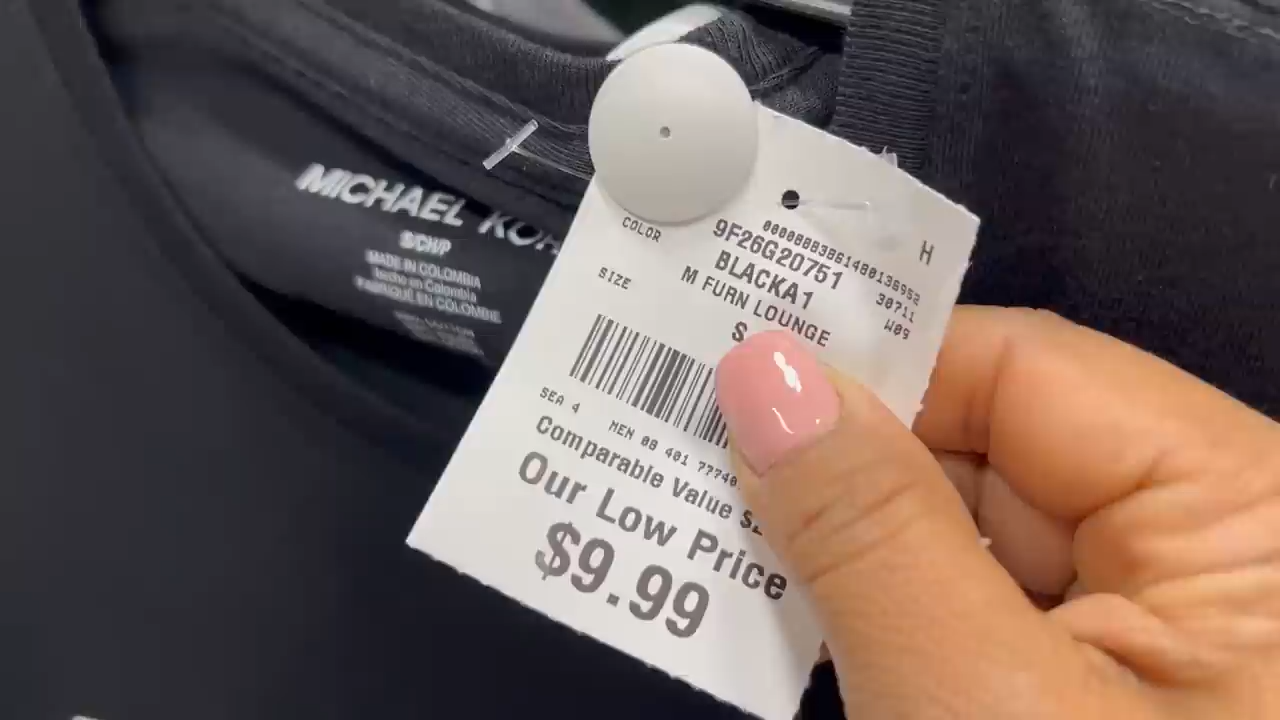 MICHAEL KO
S/CH/P
MADE IN COLOMBIA
hecho en Colombia
FABRIQUÉ EN COLOMBIE
H
COLOR
9F26G20751
30711
BLACKA1
W09
SIZE
M FURN LOUNGE
$
SEA 4
MEN 08 401
Comparable Value
Our Low Price
$9.99